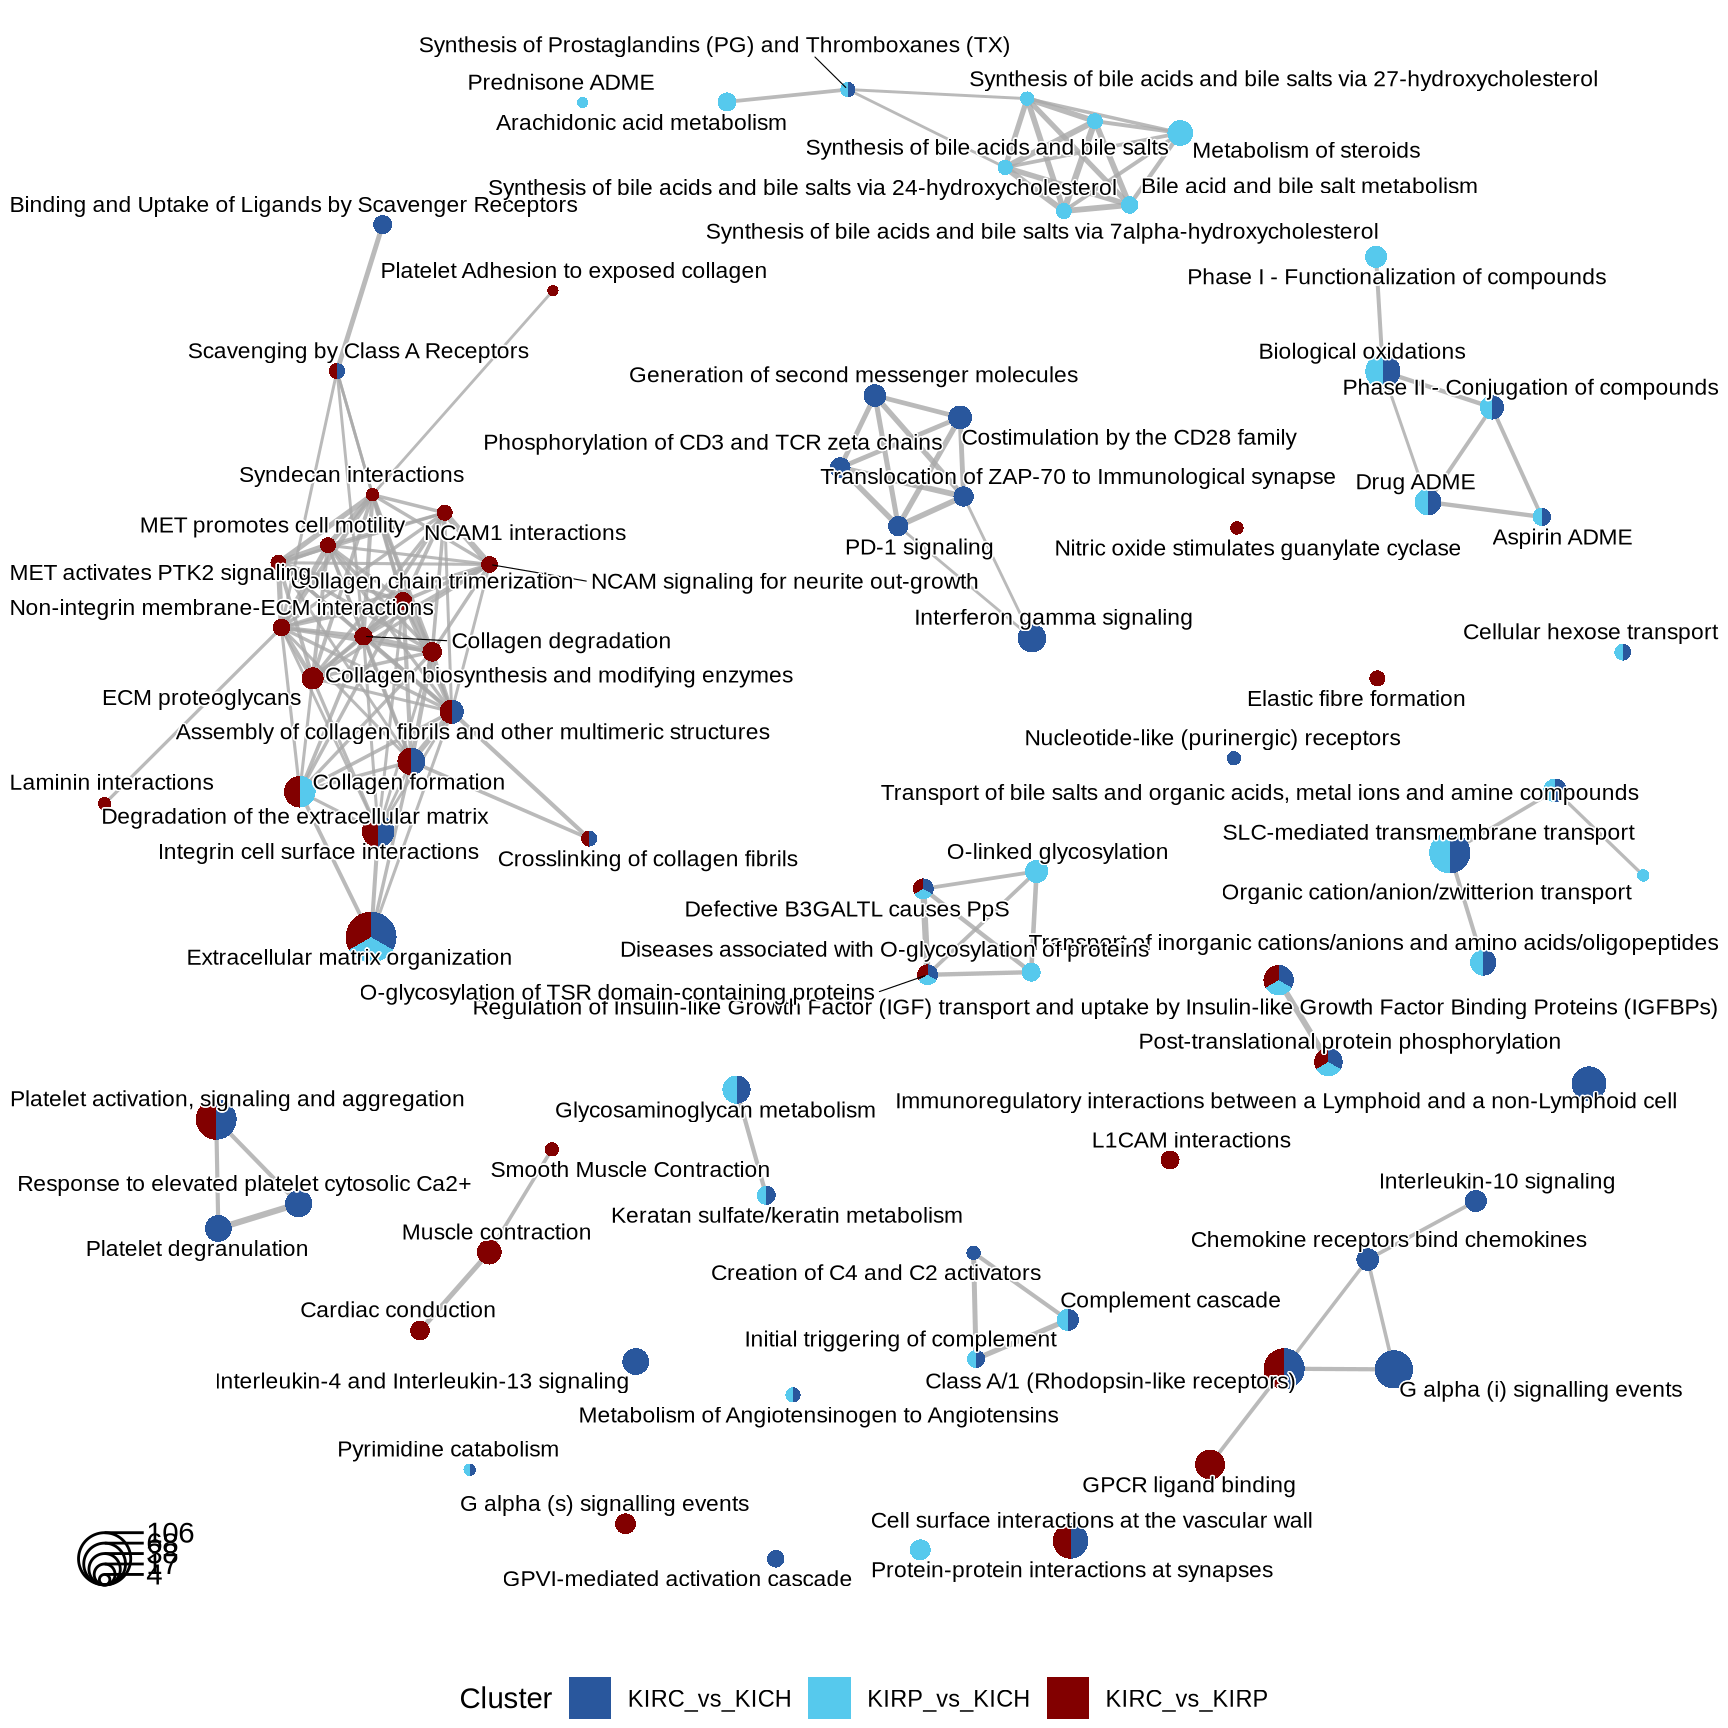 Synthesis of Prostaglandins (PG) and Thromboxanes (TX)
Prednisone ADME
Synthesis of bile acids and bile salts via 27-hydroxycholesterol
Arachidonic acid metabolism
Synthesis of bile acids and bile salts
Metabolism of steroids
Synthesis of bile acids and bile salts via 24-hydroxycholesterol
Bile acid and bile salt metabolism
Binding and Uptake of Ligands by Scavenger Receptors
Synthesis of bile acids and bile salts via 7alpha-hydroxycholesterol
Platelet Adhesion to exposed collagen
Phase I - Functionalization of compounds
Scavenging by Class A Receptors
Biological oxidations
Generation of second messenger molecules
Phase II - Conjugation of compounds
Phosphorylation of CD3 and TCR zeta chains
Costimulation by the CD28 family
Syndecan interactions
Translocation of ZAP-70 to Immunological synapse
Drug ADME
MET promotes cell motility
NCAM1 interactions
PD-1 signaling
Nitric oxide stimulates guanylate cyclase
Aspirin ADME
MET activates PTK2 signaling
Collagen chain trimerization
NCAM signaling for neurite out-growth
Non-integrin membrane-ECM interactions
Interferon gamma signaling
Cellular hexose transport
Collagen degradation
Collagen biosynthesis and modifying enzymes
ECM proteoglycans
Elastic fibre formation
Assembly of collagen fibrils and other multimeric structures
Nucleotide-like (purinergic) receptors
Laminin interactions
Collagen formation
Transport of bile salts and organic acids, metal ions and amine compounds
Degradation of the extracellular matrix
SLC-mediated transmembrane transport
Integrin cell surface interactions
Crosslinking of collagen fibrils
O-linked glycosylation
Organic cation/anion/zwitterion transport
Defective B3GALTL causes PpS
Extracellular matrix organization
Diseases associated with O-glycosylation of proteins
Transport of inorganic cations/anions and amino acids/oligopeptides
O-glycosylation of TSR domain-containing proteins
Regulation of Insulin-like Growth Factor (IGF) transport and uptake by Insulin-like Growth Factor Binding Proteins (IGFBPs)
Post-translational protein phosphorylation
Platelet activation, signaling and aggregation
Glycosaminoglycan metabolism
Immunoregulatory interactions between a Lymphoid and a non-Lymphoid cell
L1CAM interactions
Smooth Muscle Contraction
Response to elevated platelet cytosolic Ca2+
Interleukin-10 signaling
Keratan sulfate/keratin metabolism
Muscle contraction
Chemokine receptors bind chemokines
Platelet degranulation
Creation of C4 and C2 activators
Cardiac conduction
Complement cascade
Initial triggering of complement
Interleukin-4 and Interleukin-13 signaling
Class A/1 (Rhodopsin-like receptors)
G alpha (i) signalling events
Metabolism of Angiotensinogen to Angiotensins
Pyrimidine catabolism
GPCR ligand binding
G alpha (s) signalling events
Cell surface interactions at the vascular wall
Protein-protein interactions at synapses
GPVI-mediated activation cascade
106
17
4
Cluster
KIRC_vs_KICH
KIRP_vs_KICH
KIRC_vs_KIRP